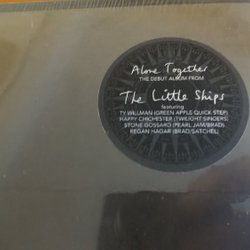 Alone Together
THE DEBUT ALBUM FROM
The Little Ships
featuring
TY WILLMAN (GREEN APPLE QUICK STEP)
HAPPY CHICHESTER (TWILIGHT SINGERS)
STONE GOSSARD (PEARL JAM/BRAD)
REGAN HAGAR (BRAD/SATCHEL)